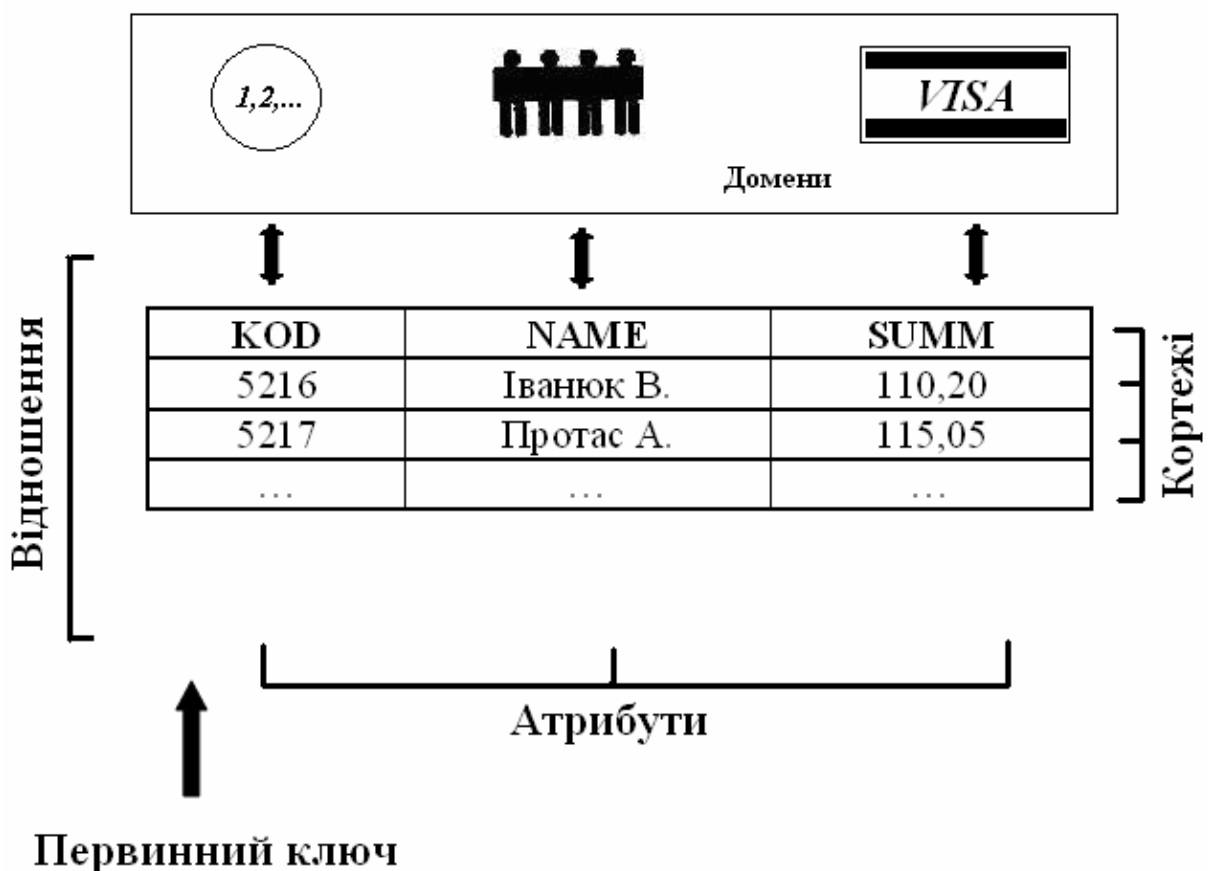 1,2,...
VISA
Домени
Відношення
KOD NAME SUMM
5216 Іванюк В. 110,20
5217 Протас А. 115,05
... ... ...
Кортежі
Атрибути
Первинний ключ